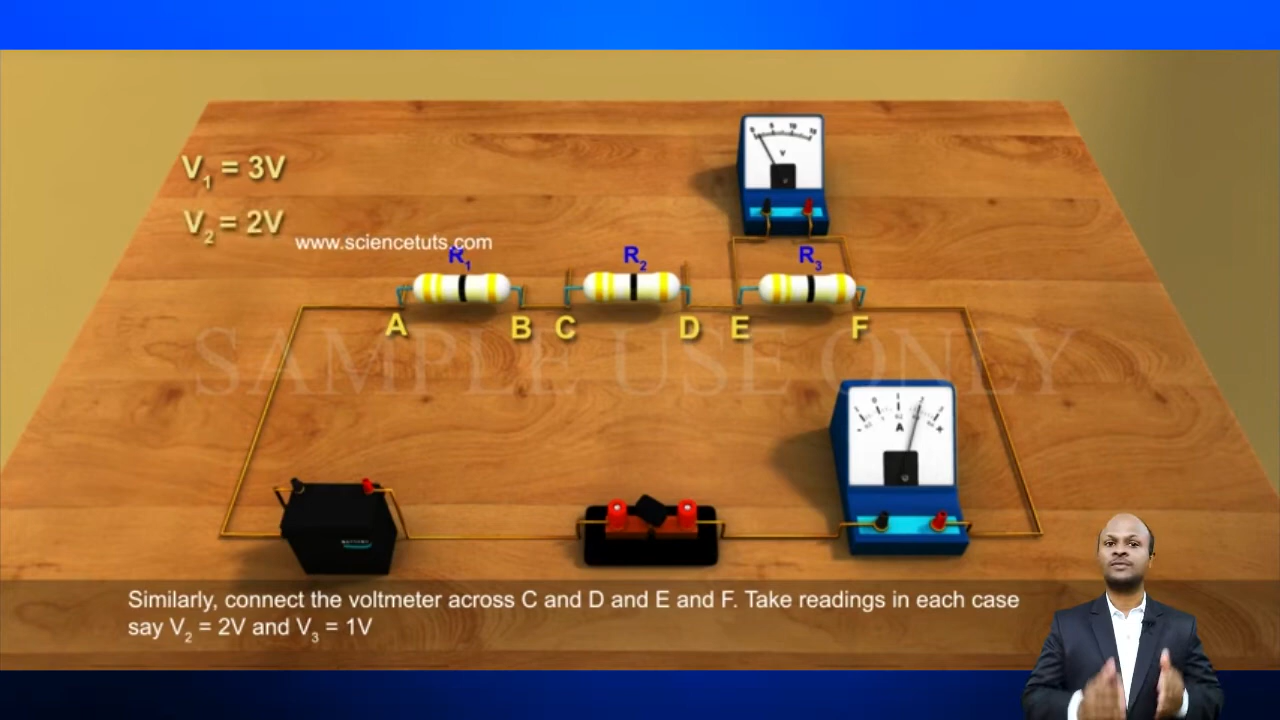 V₁ = 3V
V₂ = 2V
www.sciencetuts.com
R₁ R₂ R₃
A B C D E F
SAMPLE USE ONLY
V
A
Similarly, connect the voltmeter across C and D and E and F. Take readings in each case
say V₂ = 2V and V₃ = 1V